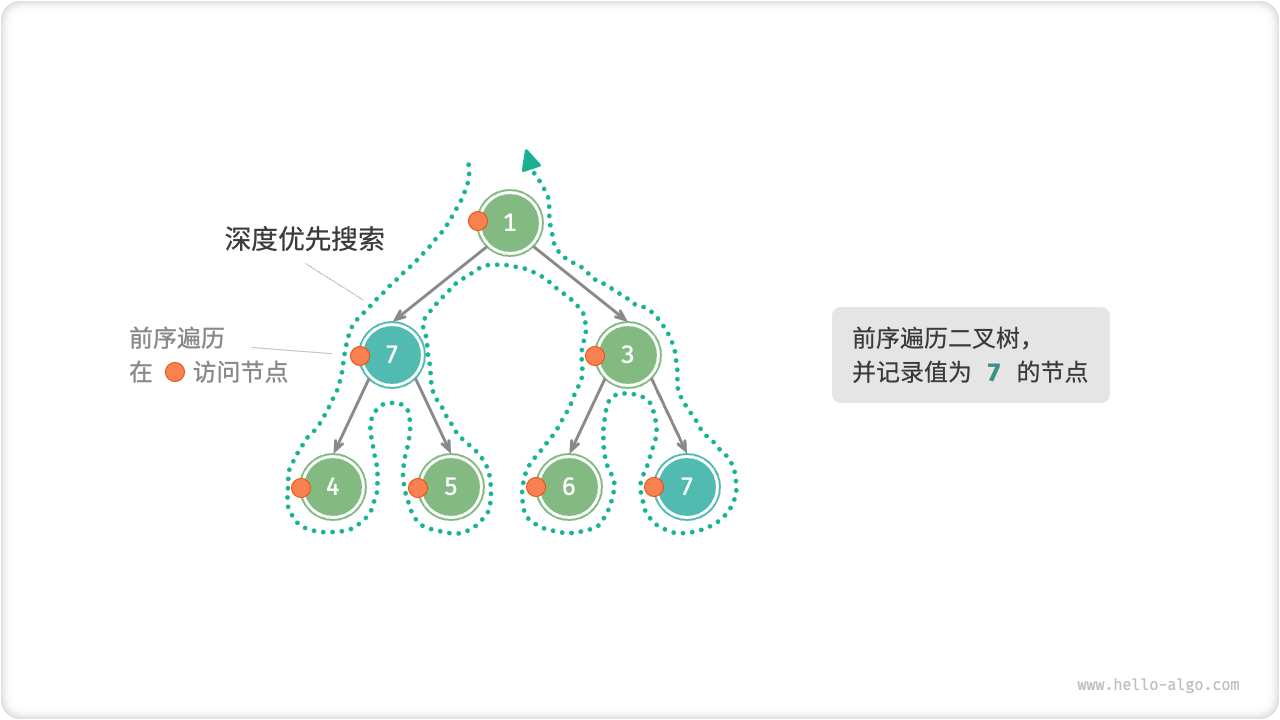 1
深度优先搜索
前序遍历
在 访问节点
7
3
前序遍历二叉树，
并记录值为 7 的节点
4
5
6
7
www.hello-algo.com